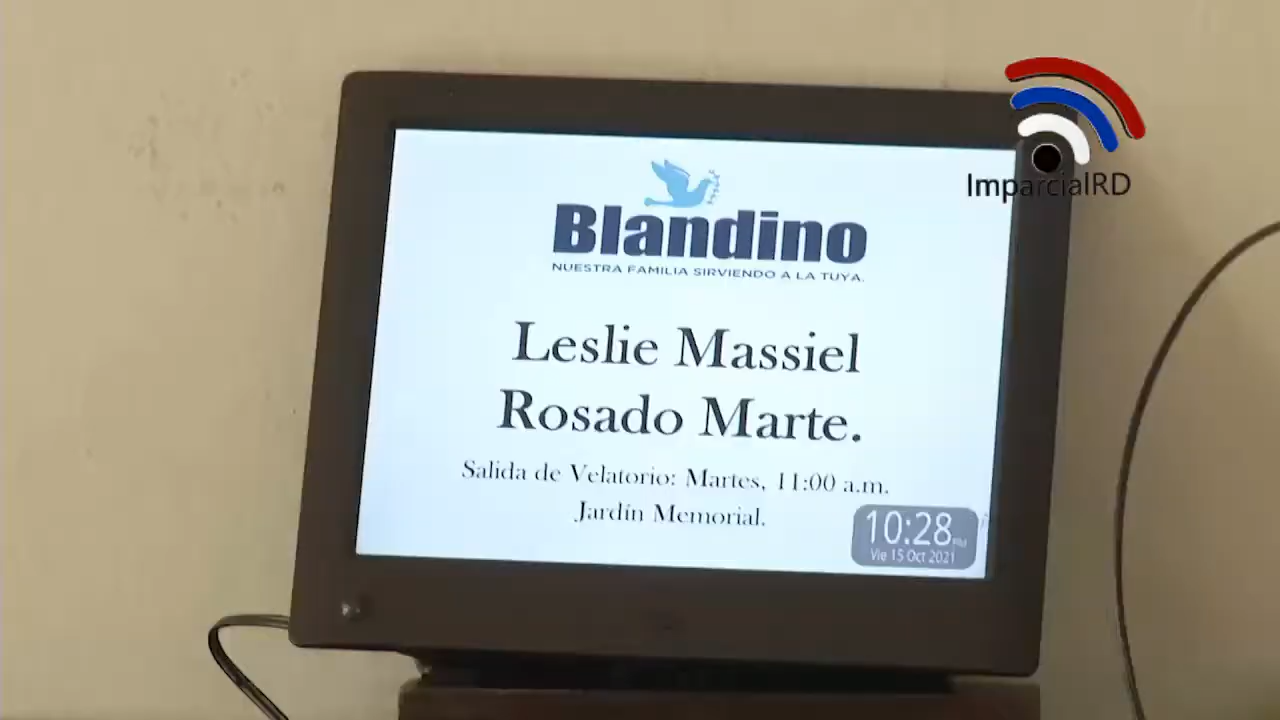 ImparcialRD
Blandino
NUESTRA FAMILIA SIRVIENDO A LA TUYA.
Leslie Massiel
Rosado Marte.
Salida de Velatorio: Martes, 11:00 a.m.
Jardín Memorial.
10:28 PM
Vie 15 Oct 2021